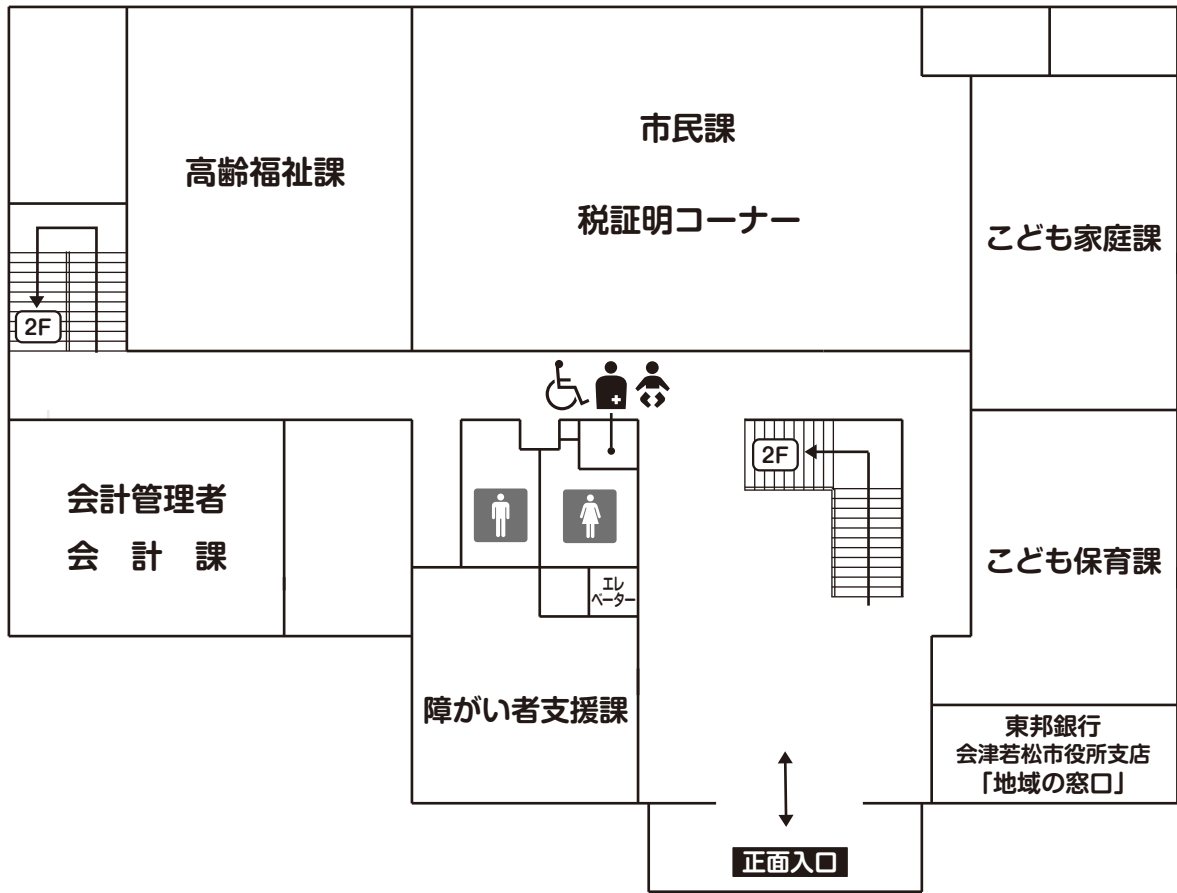 市民課
高齢福祉課
税証明コーナー
こども家庭課
2F
2F
会計管理者
会 計 課
こども保育課
エレ
ベーター
障がい者支援課
東邦銀行
会津若松市役所支店
「地域の窓口」
正面入口